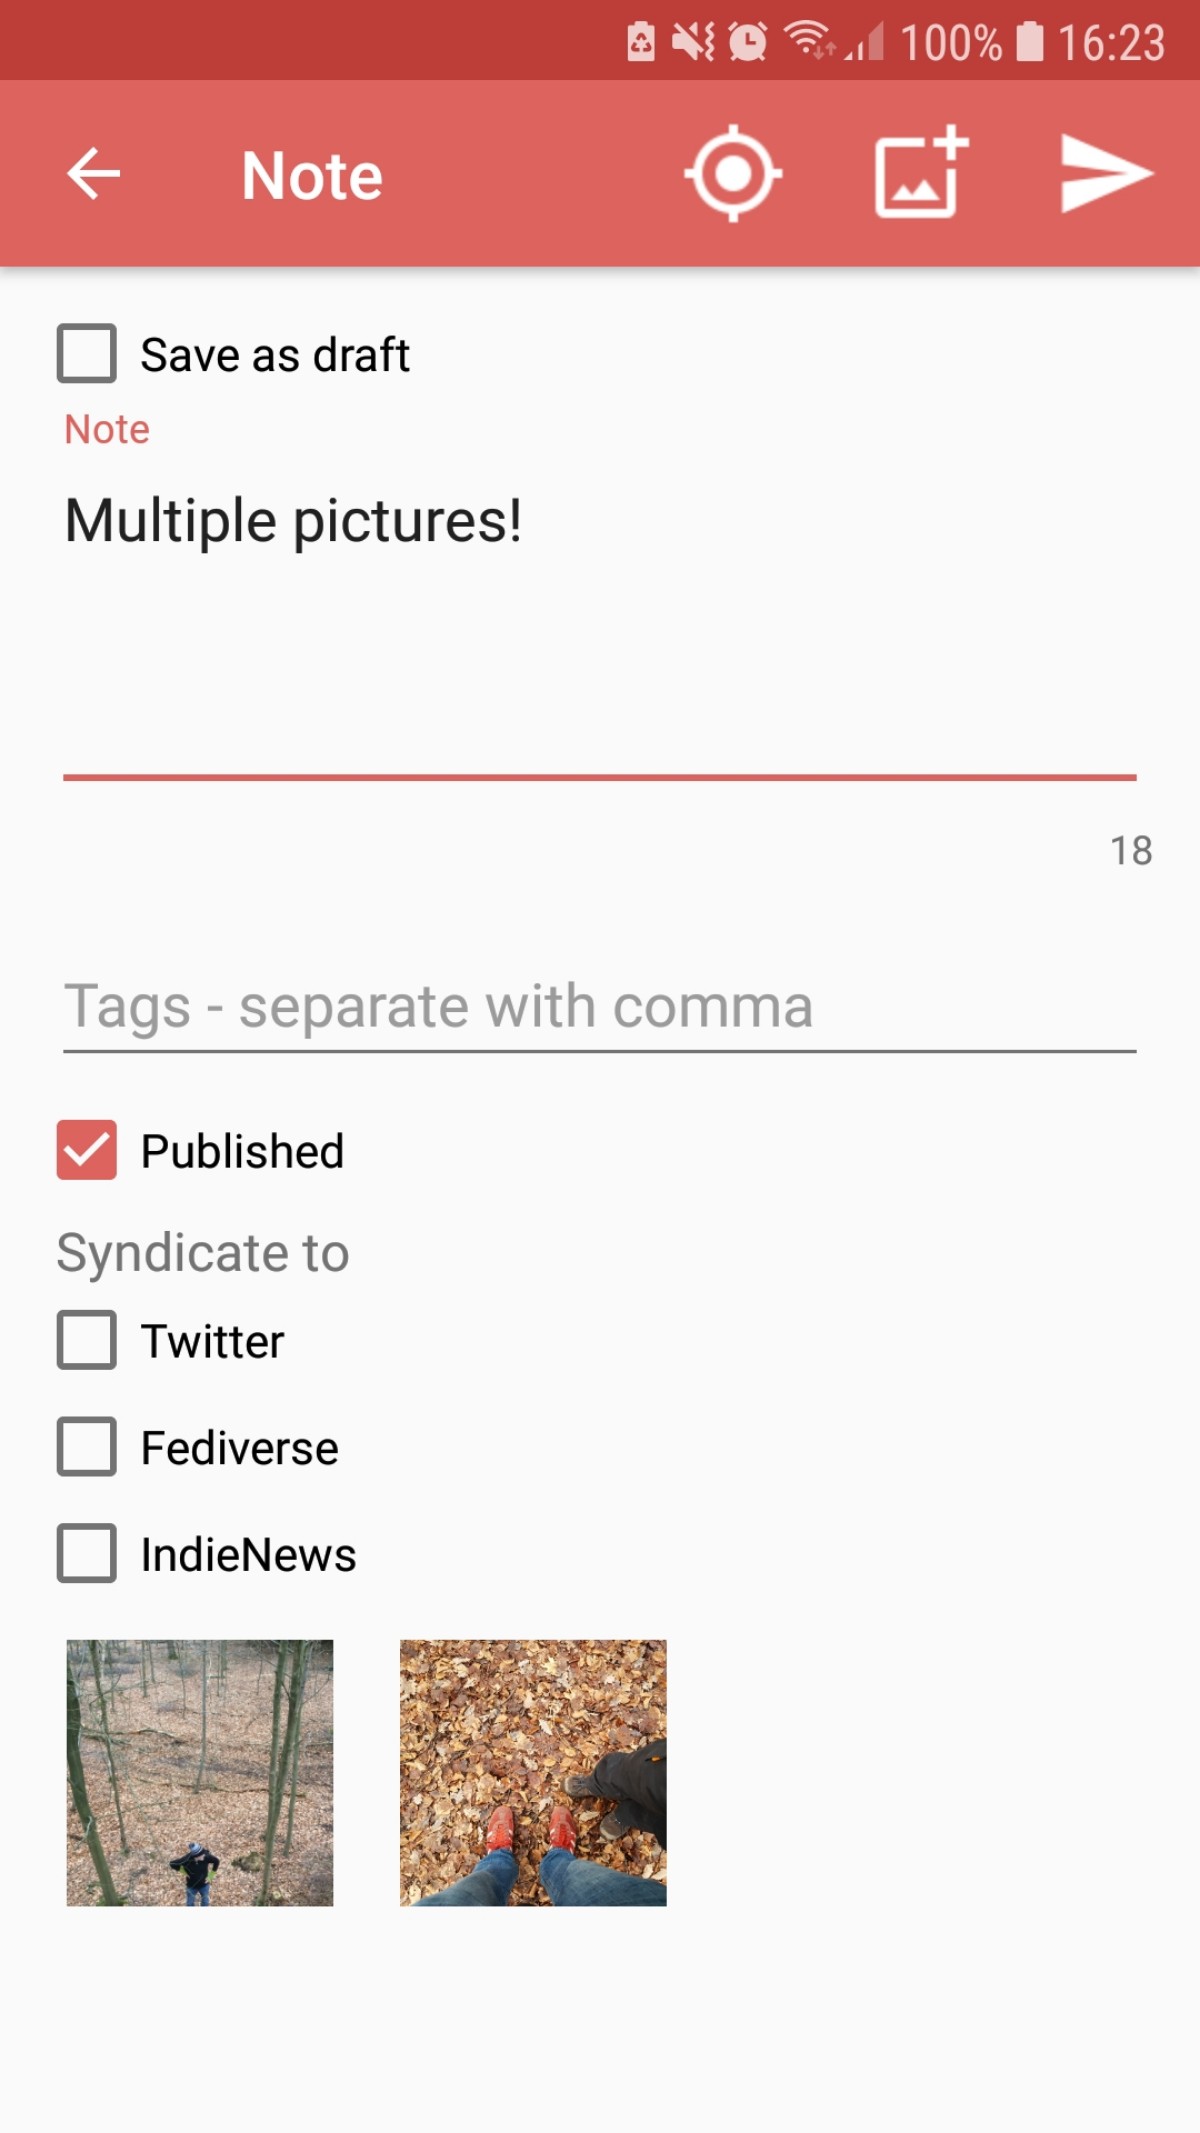 100% 16:23
Note
Save as draft
Note
Multiple pictures!
18
Tags - separate with comma
Published
Syndicate to
Twitter
Fediverse
IndieNews